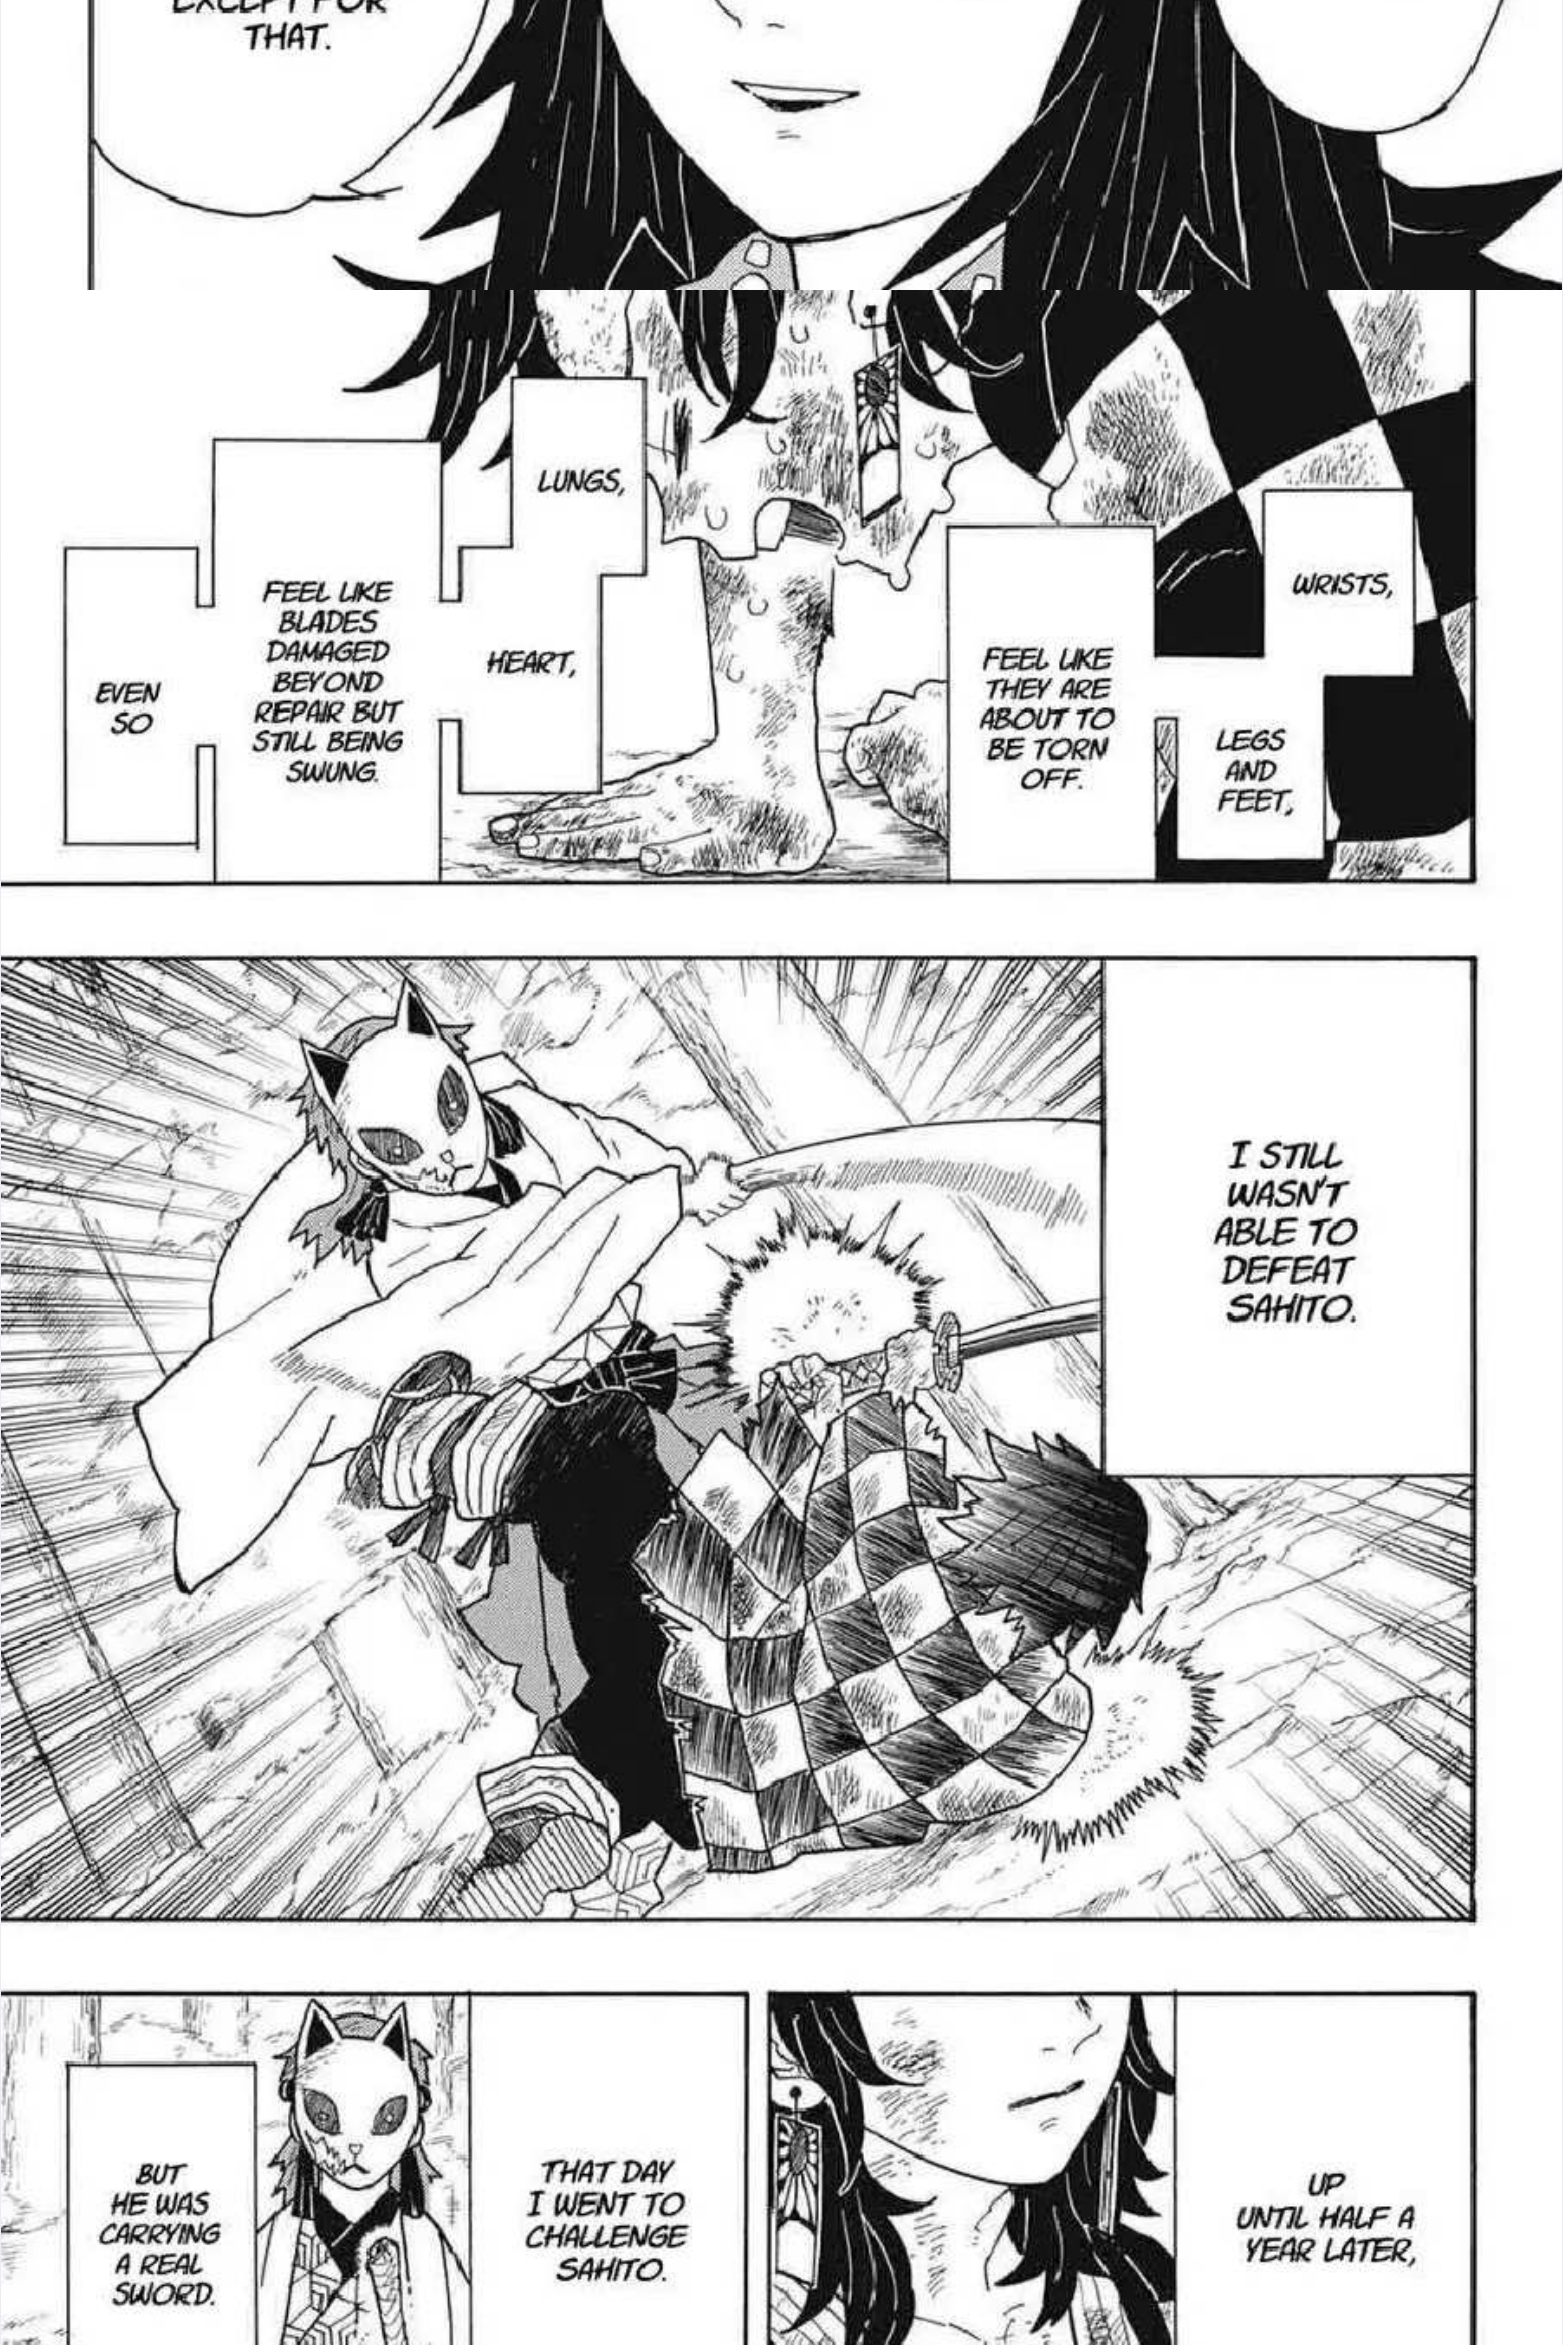 EXCEPT FOR
THAT.
WRISTS,
LEGS
AND
FEET,
FEEL LIKE
THEY ARE
ABOUT TO
BE TORN
OFF.
LUNGS,
HEART,
FEEL LIKE
BLADES
DAMAGED
BEYOND
REPAIR BUT
STILL BEING
SWUNG.
EVEN
SO
I STILL
WASN'T
ABLE TO
DEFEAT
SAHITO.
UP
UNTIL HALF A
YEAR LATER,
THAT DAY
I WENT TO
CHALLENGE
SAHITO.
BUT
HE WAS
CARRYING
A REAL
SWORD.